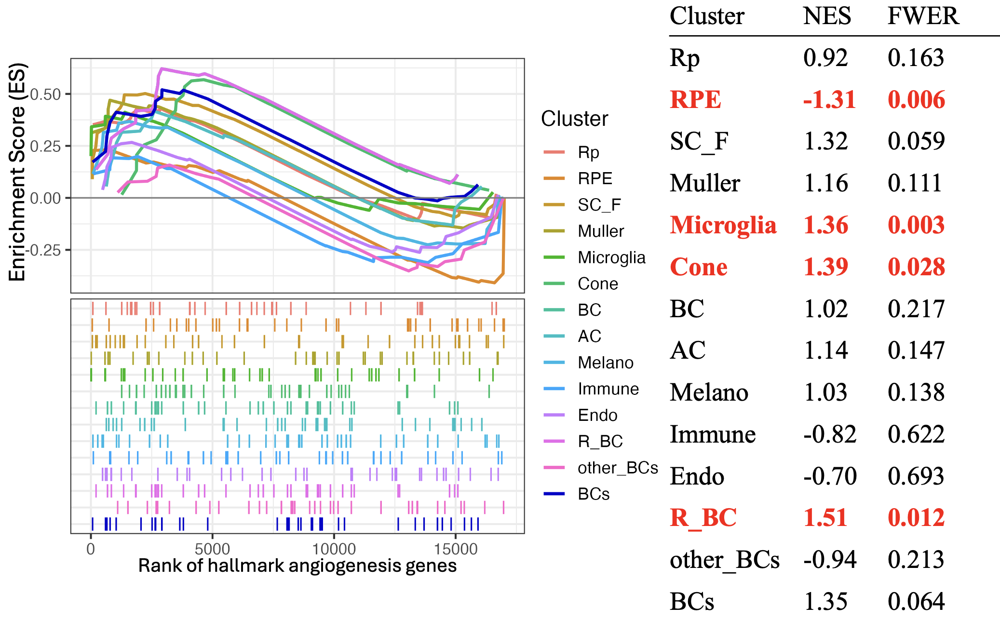 Enrichment Score (ES)
0.50
0.25
0.00
-0.25
0
5000
10000
15000
Rank of hallmark angiogenesis genes
Cluster
Rp
RPE
SC_F
Muller
Microglia
Cone
BC
AC
Melano
Immune
Endo
R_BC
other_BCs
BCs
Cluster NES FWER
Rp 0.92 0.163
RPE -1.31 0.006
SC_F 1.32 0.059
Muller 1.16 0.111
Microglia 1.36 0.003
Cone 1.39 0.028
BC 1.02 0.217
AC 1.14 0.147
Melano 1.03 0.138
Immune -0.82 0.622
Endo -0.70 0.693
R_BC 1.51 0.012
other_BCs -0.94 0.213
BCs 1.35 0.064